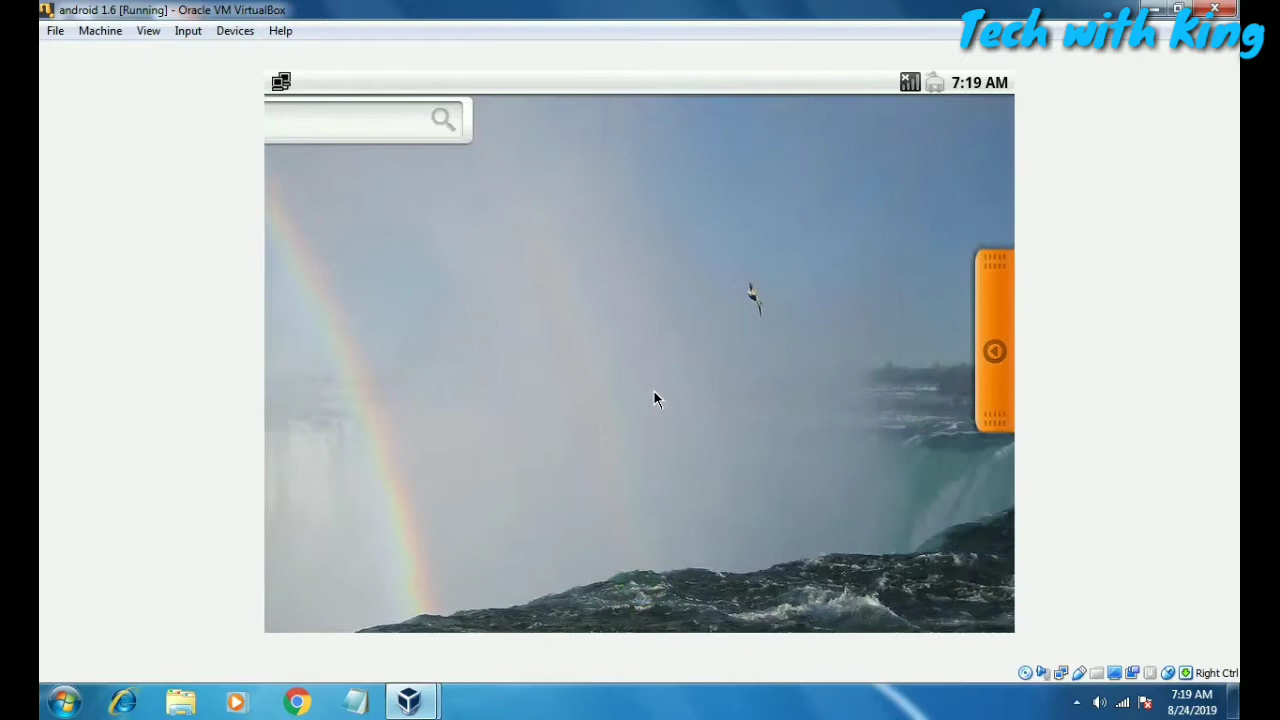 android 1.6 [Running] - Oracle VM VirtualBox
Tech with King
File Machine View Input Devices Help
7:19 AM
Right Ctrl
7:19 AM
8/24/2019